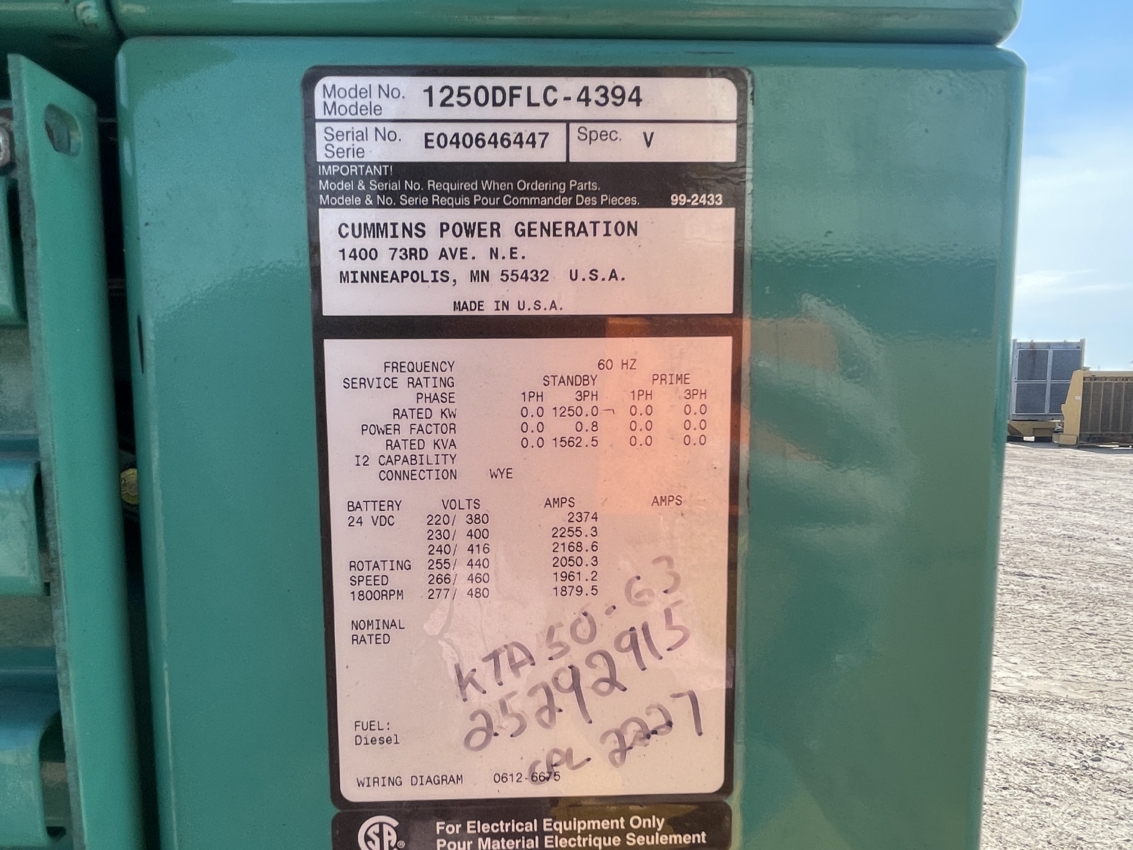 Model No. 1250DFLC-4394
Modele
Serial No. E040646447 Spec. V
Serie
IMPORTANT!
Model & Serial No. Required When Ordering Parts.
Modele & No. Serie Requis Pour Commander Des Pieces. 99-2433
CUMMINS POWER GENERATION
1400 73RD AVE. N.E.
MINNEAPOLIS, MN 55432 U.S.A.
MADE IN U.S.A.
FREQUENCY 60 HZ
SERVICE RATING STANDBY PRIME
PHASE 1PH 3PH 1PH 3PH
RATED KW 0.0 1250.0 0.0 0.0
POWER FACTOR 0.0 0.8 0.0 0.0
RATED KVA 0.0 1562.5 0.0 0.0
I2 CAPABILITY
CONNECTION WYE
BATTERY VOLTS AMPS AMPS
24 VDC 220/ 380 2374
230/ 400 2255.3
240/ 416 2168.6
ROTATING 255/ 440 2050.3
SPEED 266/ 460 1961.2
1800RPM 277/ 480 1879.5
NOMINAL
RATED
KTA50-G3
25292915
CPL 2227
FUEL:
Diesel
WIRING DIAGRAM 0612-6675
SA®
For Electrical Equipment Only
Pour Material Electrique Seulement